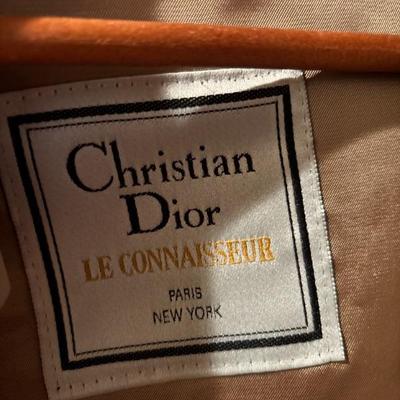 Christian
Dior
LE CONNAISSEUR
PARIS
NEW YORK